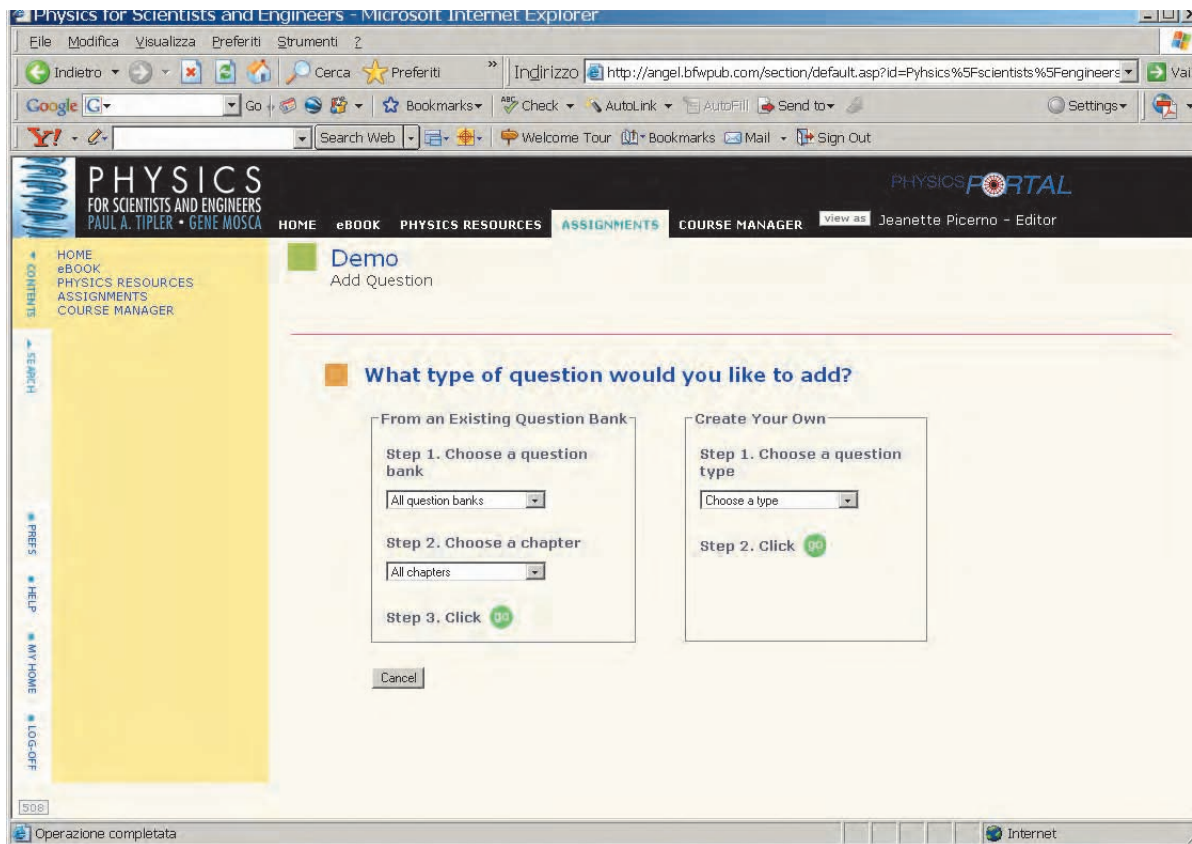 Physics for Scientists and Engineers - Microsoft Internet Explorer
File Modifica Visualizza Preferiti Strumenti ?
Indietro Cerca Preferiti » Indirizzo http://angel.bfwpub.com/section/default.asp?id=Pyhsics%5Fscientists%5Fengineers Vai
Google G Go Bookmarks Check AutoLink AutoFill Send to Settings
Y! Search Web Welcome Tour Bookmarks Mail Sign Out
PHYSICS
FOR SCIENTISTS AND ENGINEERS
PAUL A. TIPLER • GENE MOSCA
PHYSICSPORTAL
HOME eBOOK PHYSICS RESOURCES ASSIGNMENTS COURSE MANAGER view as Jeanette Picerno - Editor
CONTENTS
SEARCH
PREFS
HELP
MY HOME
LOG-OFF
508
HOME
eBOOK
PHYSICS RESOURCES
ASSIGNMENTS
COURSE MANAGER
Demo
Add Question
What type of question would you like to add?
From an Existing Question Bank
Step 1. Choose a question
bank
All question banks
Step 2. Choose a chapter
All chapters
Step 3. Click go
Create Your Own
Step 1. Choose a question
type
Choose a type
Step 2. Click go
Cancel
Operazione completata Internet